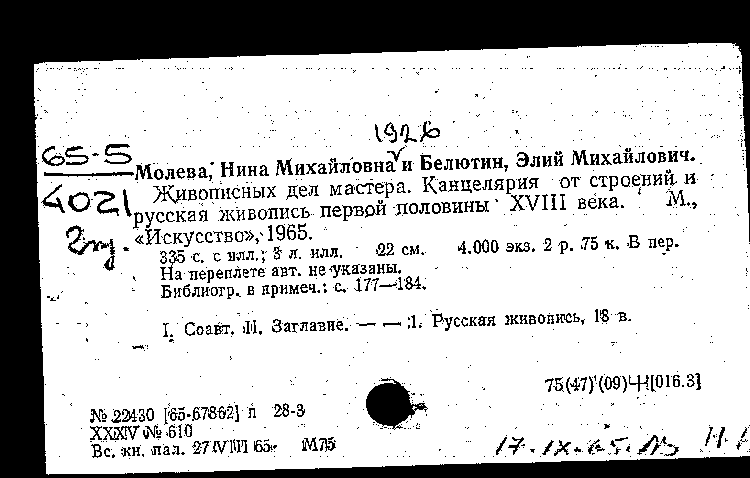 1926
65-5
4021
Молева, Нина Михайловна и Белютин, Элий Михайлович.
Живописных дел мастера. Канцелярия от строений и
русская живопись первой половины XVIII века. М.,
«Искусство», 1965.
335 с. с илл.; 8 л. илл. 22 см. 4.000 экз. 2 р. 75 к. В пер.
На переплете авт. не указаны.
Библиогр. в примеч.: с. 177—184.
I. Соавт. II. Заглавие. — — 1. Русская живопись, 18 в.
75(47)(09)Ч-II[016.3]
№ 22430 [65-67862] п 28-3
XXXIV № 610
Вс. кн. пал. 27 VIII 65 М75
17.IX.65.